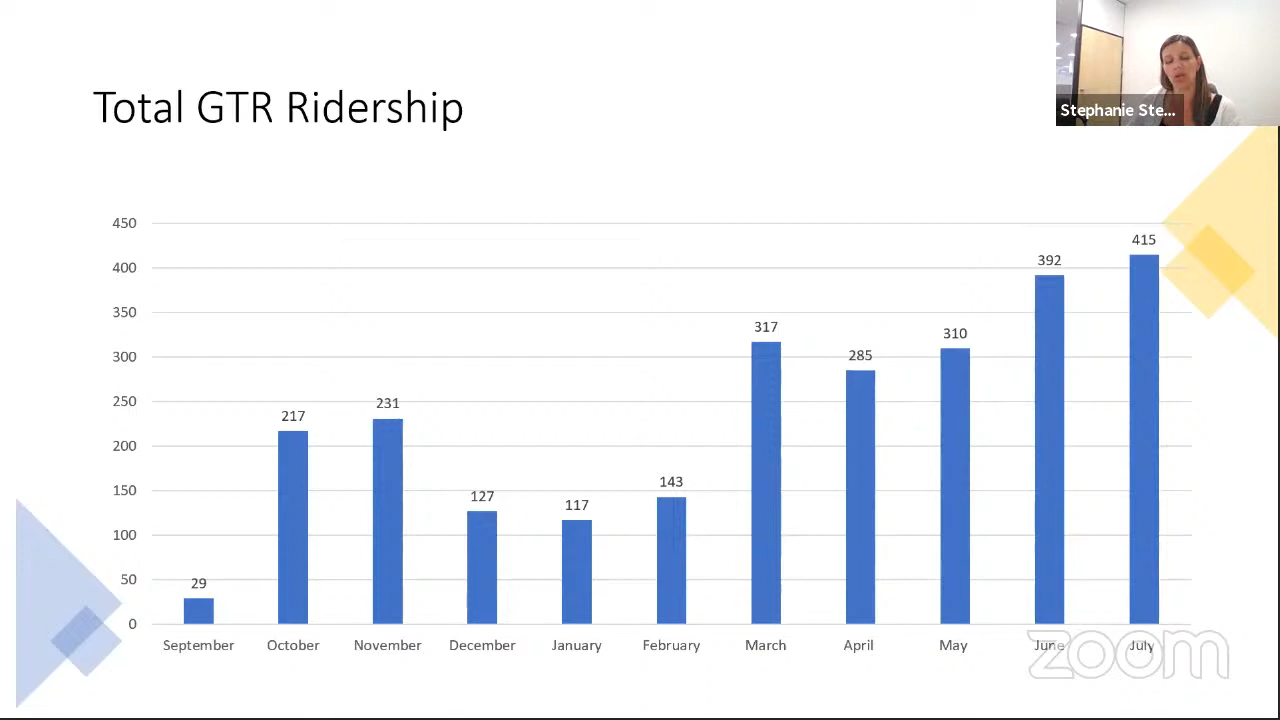 Total GTR Ridership
Stephanie Ste...
450
400
350
300
250
200
150
100
50
0
29
217
231
127
117
143
317
285
310
392
415
September
October
November
December
January
February
March
April
May
June
July
zoom